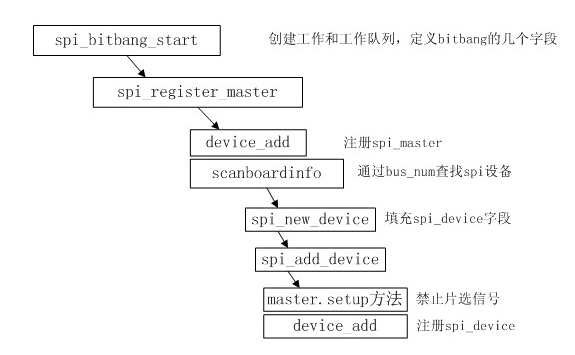 spi_bitbang_start 创建工作和工作队列，定义bitbang的几个字段
spi_register_master
device_add 注册spi_master
scanboardinfo 通过bus_num查找spi设备
spi_new_device 填充spi_device字段
spi_add_device
master.setup方法 禁止片选信号
device_add 注册spi_device